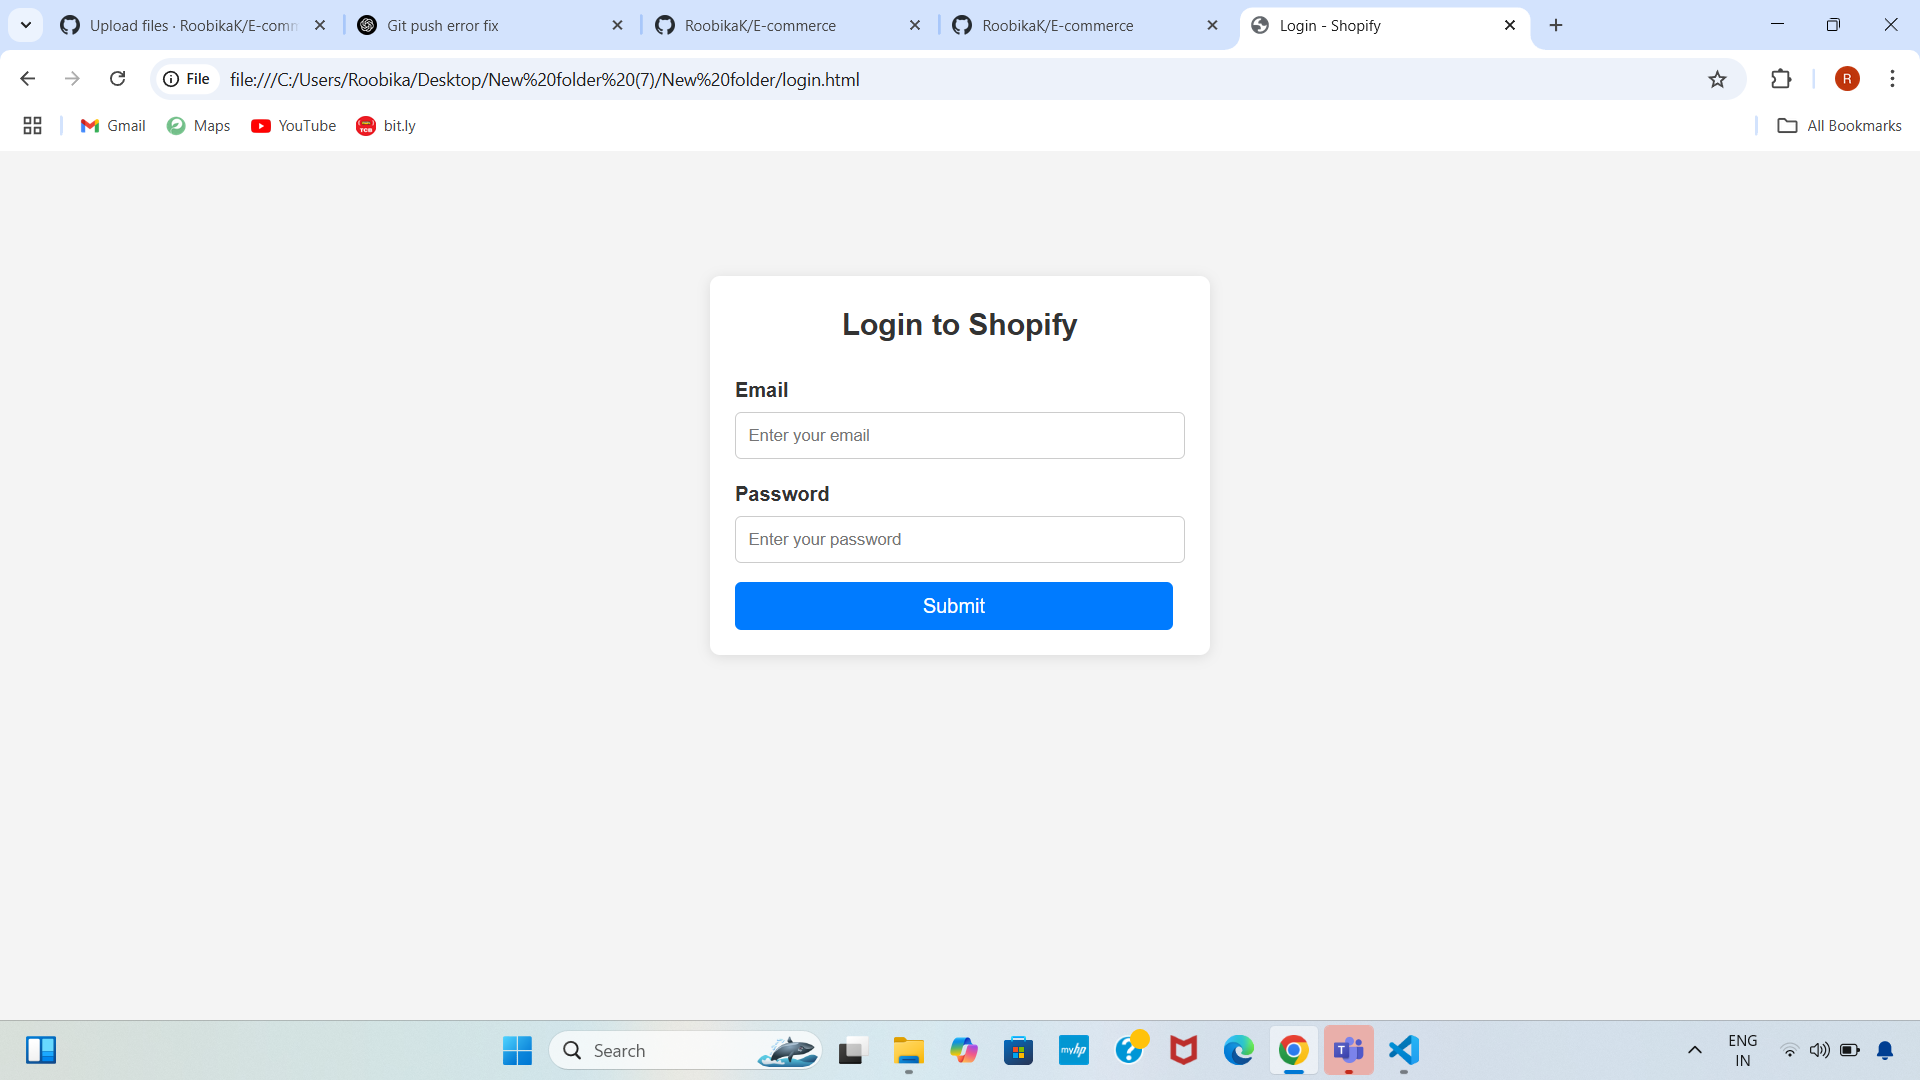 Upload files · RoobikaK/E-comm
Git push error fix
RoobikaK/E-commerce
RoobikaK/E-commerce
Login - Shopify
File
file:///C:/Users/Roobika/Desktop/New%20folder%20(7)/New%20folder/login.html
R
Gmail
Maps
YouTube
TCB
bit.ly
All Bookmarks
Login to Shopify
Email
Enter your email
Password
Enter your password
Submit
Search
myhp
?
T
ENG
IN